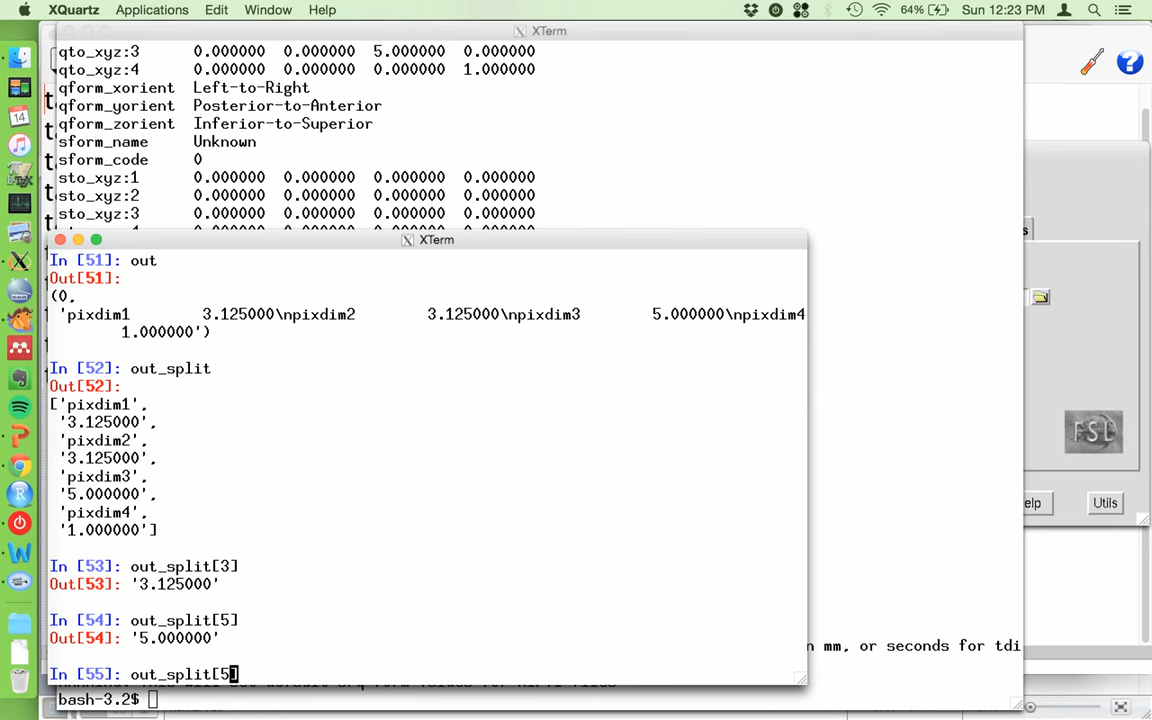 XQuartz Applications Edit Window Help 64% Sun 12:23 PM
XTerm
qto_xyz:3 0.000000 0.000000 5.000000 0.000000
qto_xyz:4 0.000000 0.000000 0.000000 1.000000
qform_xorient Left-to-Right
qform_yorient Posterior-to-Anterior
qform_zorient Inferior-to-Superior
sform_name Unknown
sform_code 0
sto_xyz:1 0.000000 0.000000 0.000000 0.000000
sto_xyz:2 0.000000 0.000000 0.000000 0.000000
sto_xyz:3 0.000000 0.000000 0.000000 0.000000
XTerm
In [51]: out
Out[51]:
(0,
'pixdim1 3.125000\npixdim2 3.125000\npixdim3 5.000000\npixdim4
1.000000')
In [52]: out_split
Out[52]:
['pixdim1',
'3.125000',
'pixdim2',
'3.125000',
'pixdim3',
'5.000000',
'pixdim4',
'1.000000']
In [53]: out_split[3]
Out[53]: '3.125000'
In [54]: out_split[5]
Out[54]: '5.000000'
In [55]: out_split[5]
n mm, or seconds for tdi
bash-3.2$
14
FSL
elp
Utils